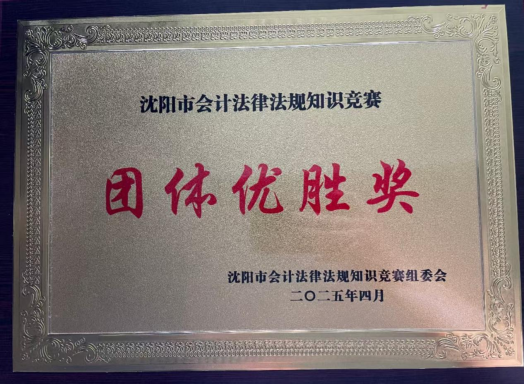 沈阳市会计法律法规知识竞赛
团体优胜奖
沈阳市会计法律法规知识竞赛组委会
二〇二五年四月